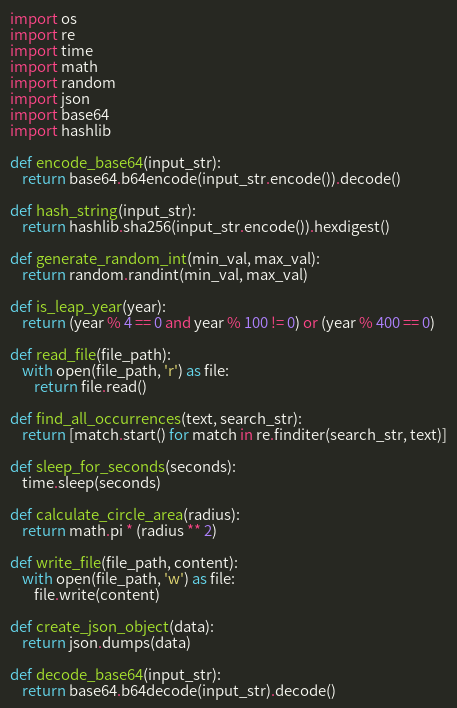 import os
import re
import time
import math
import random
import json
import base64
import hashlib

def encode_base64(input_str):
    return base64.b64encode(input_str.encode()).decode()

def hash_string(input_str):
    return hashlib.sha256(input_str.encode()).hexdigest()

def generate_random_int(min_val, max_val):
    return random.randint(min_val, max_val)

def is_leap_year(year):
    return (year % 4 == 0 and year % 100 != 0) or (year % 400 == 0)

def read_file(file_path):
    with open(file_path, 'r') as file:
        return file.read()

def find_all_occurrences(text, search_str):
    return [match.start() for match in re.finditer(search_str, text)]

def sleep_for_seconds(seconds):
    time.sleep(seconds)

def calculate_circle_area(radius):
    return math.pi * (radius ** 2)

def write_file(file_path, content):
    with open(file_path, 'w') as file:
        file.write(content)

def create_json_object(data):
    return json.dumps(data)

def decode_base64(input_str):
    return base64.b64decode(input_str).decode()